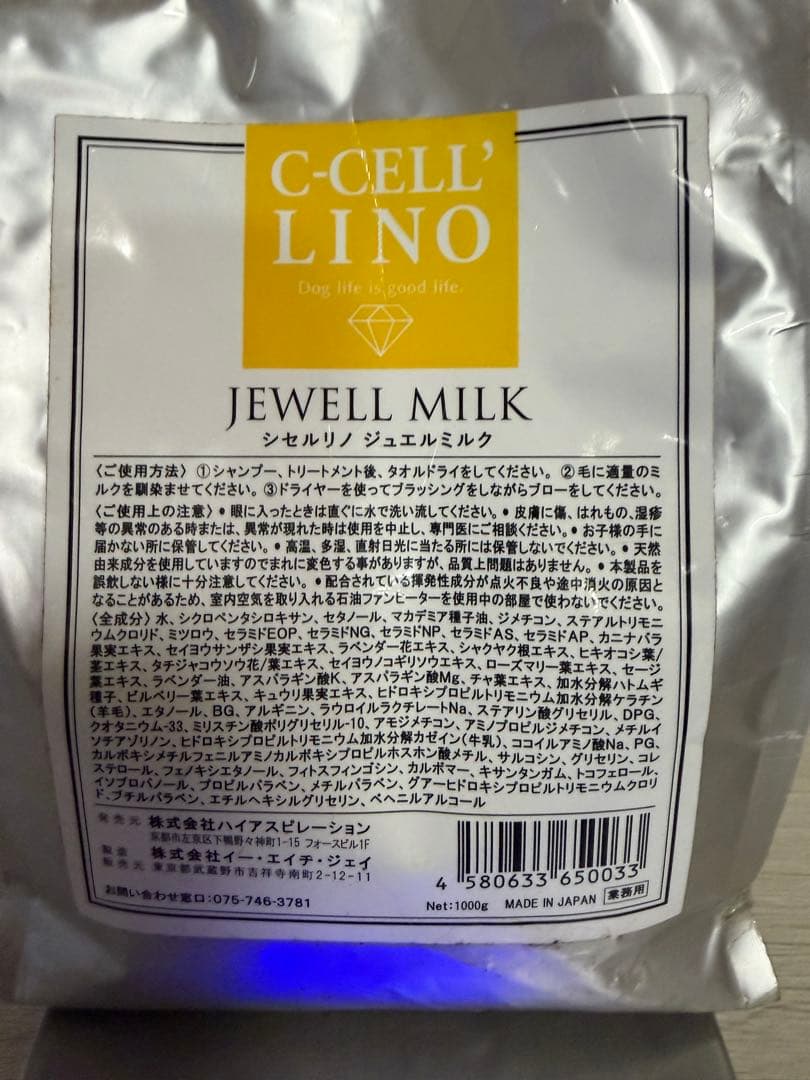 C-CELL'
LINO
Dog life is good life.
JEWELL MILK
シセルリノ ジュエルミルク
〈ご使用方法〉 ①シャンプー、トリートメント後、タオルドライをしてください。 ②毛に適量のミ
ルクを馴染ませてください。③ドライヤーを使ってブラッシングをしながらブローをしてください。
〈ご使用上の注意〉 ● 眼に入ったときは直ぐに水で洗い流してください。● 皮膚に傷、はれもの、湿疹
等の異常のある時または、異常が現れた時は使用を中止し、専門医にご相談ください。● お子様の手に
届かない所に保管してください。● 高温、多湿、直射日光に当たる所には保管しないでください。● 天然
由来成分を使用していますのでまれに変色する事がありますが、品質上問題はありません。● 本製品を
誤飲しない様に十分注意してください。● 配合されている揮発性成分が点火不良や途中消火の原因と
なることがあるため、室内空気を取り入れる石油ファンヒーターを使用中の部屋で使わないでください。
〈全成分〉 水、シクロペンタシロキサン、セタノール、マカデミア種子油、ジメチコン、ステアルトリモニ
ウムクロリド、ミツロウ、セラミドEOP、セラミドNG、セラミドNP、セラミドAS、セラミドAP、カニナバラ
果実エキス、セイヨウサンザシ果実エキス、ラベンダー花エキス、シャクヤク根エキス、ヒキオコシ葉/
茎エキス、タチジャコウソウ花/葉エキス、セイヨウノコギリソウエキス、ローズマリー葉エキス、セージ
葉エキス、ラベンダー油、アスパラギン酸K、アスパラギン酸Mg、チャ葉エキス、加水分解ハトムギ
種子、ビルベリー葉エキス、キュウリ果実エキス、ヒドロキシプロピルトリモニウム加水分解ケラチン
(羊毛)、エタノール、BG、アルギニン、ラウロイルラクチレートNa、ステアリン酸グリセリル、DPG、
クオタニウム-33、ミリスチン酸ポリグリセリル-10、アモジメチコン、アミノプロピルジメチコン、メチルイ
ソチアゾリノン、ヒドロキシプロピルトリモニウム加水分解カゼイン(牛乳)、ココイルアミノ酸Na、PG、
カルボキシメチルフェニルアミノカルボキシプロピルホスホン酸メチル、サルコシン、グリセリン、コレ
ステロール、フェノキシエタノール、フィトスフィンゴシン、カルボマー、キサンタンガム、トコフェロール、
イソプロパノール、プロピルパラベン、メチルパラベン、グアーヒドロキシプロピルトリモニウムクロリ
ド、ブチルパラベン、エチルヘキシルグリセリン、ベヘニルアルコール
発売元 株式会社ハイアスピレーション
京都市左京区下鴨野々神町1-15 フォースビル1F
製造
販売元 株式会社イー・エイチ・ジェイ
東京都武蔵野市吉祥寺南町2-12-11
お問い合わせ窓口:075-746-3781
4 580633 650033
Net:1000g MADE IN JAPAN 業務用